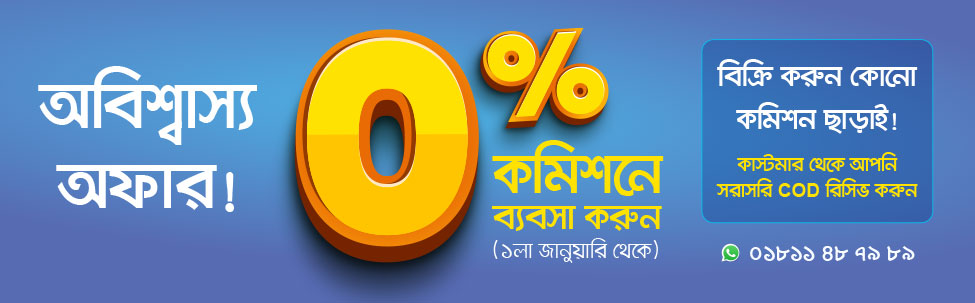 অবিশ্বাস্য
অফার!
0%
কমিশনে
ব্যবসা করুন
(১লা জানুয়ারি থেকে)
বিক্রি করুন কোনো
কমিশন ছাড়াই!
কাস্টমার থেকে আপনি
সরাসরি COD রিসিভ করুন
০১৮১১ ৪৮ ৭৯ ৮৯